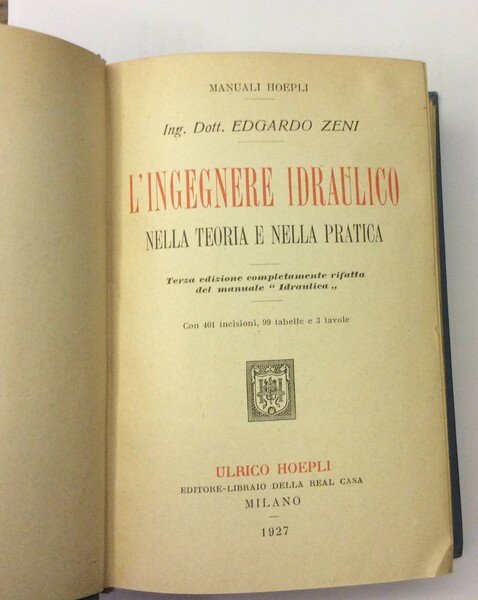 MANUALI HOEPLI
Ing. Dott. EDGARDO ZENI
L'INGEGNERE IDRAULICO
NELLA TEORIA E NELLA PRATICA
Terza edizione completamente rifatta
del manuale “ Idraulica „
Con 401 incisioni, 99 tabelle e 3 tavole
ULRICO HOEPLI
EDITORE-LIBRAIO DELLA REAL CASA
MILANO
1927